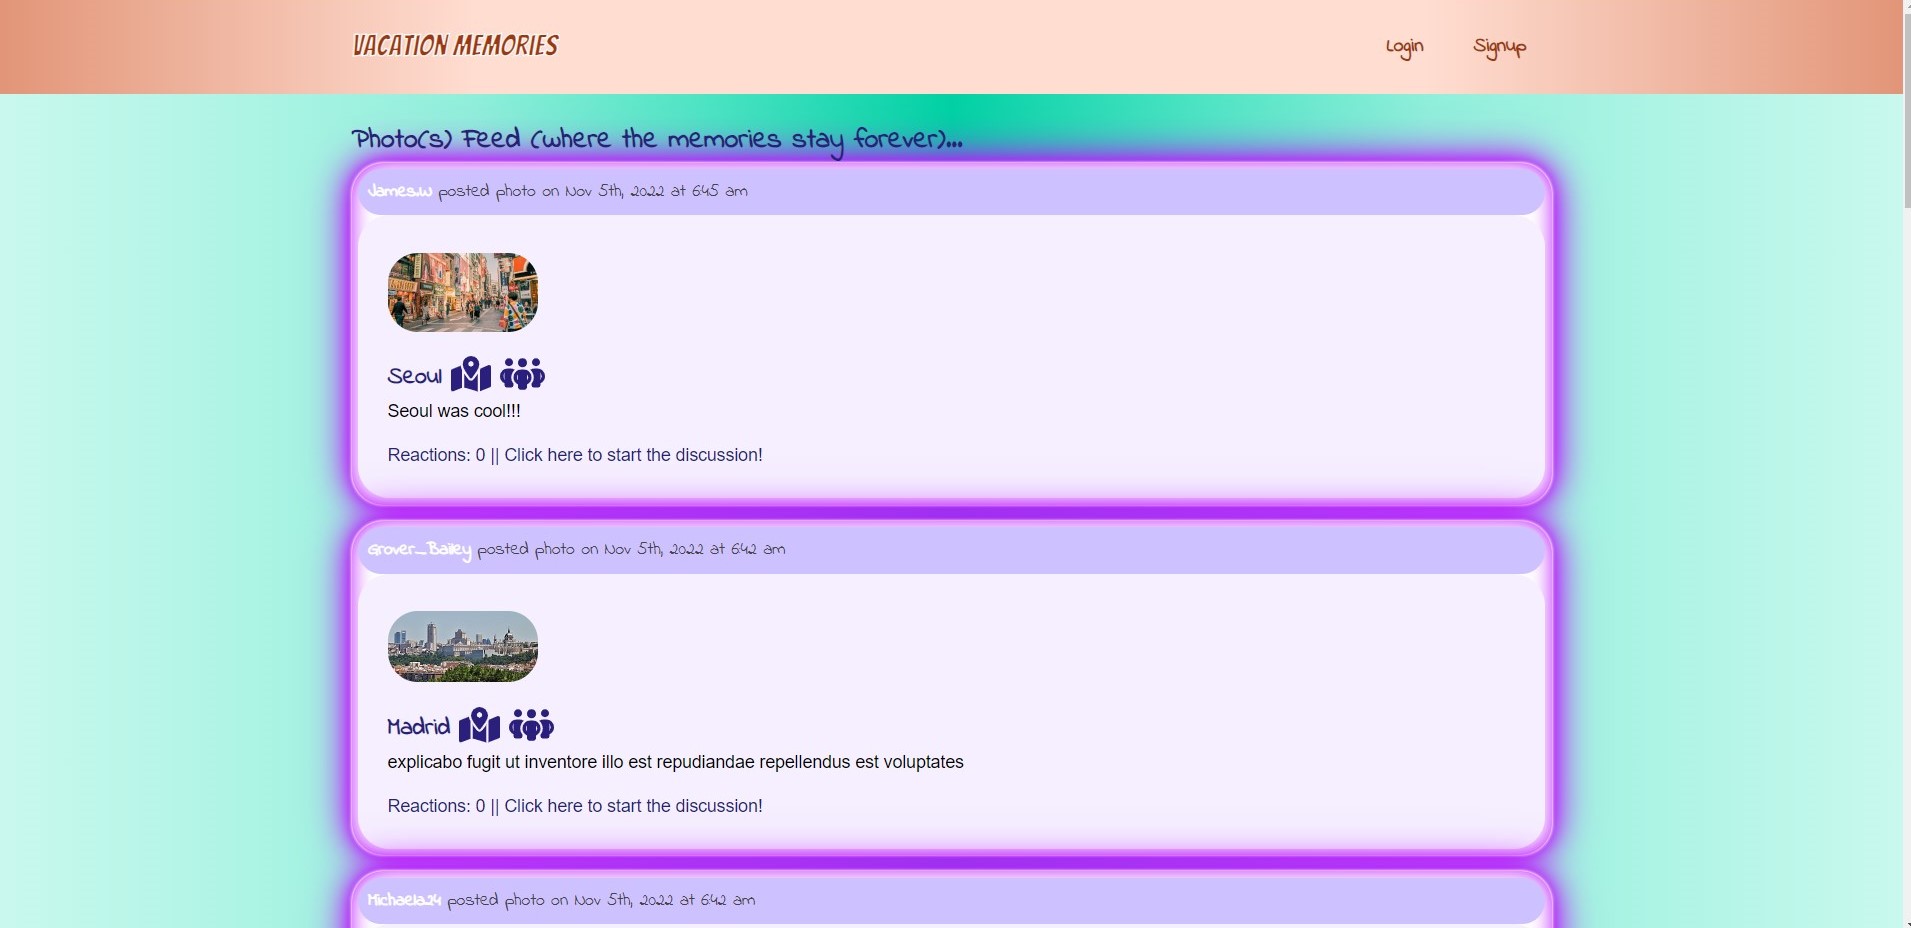 VACATION MEMORIES
Login Signup
Photo(s) Feed (where the memories stay forever)...
James.W posted photo on Nov 5th, 2022 at 6:45 am
Seoul
Seoul was cool!!!
Reactions: 0 || Click here to start the discussion!
Grover_Bailey posted photo on Nov 5th, 2022 at 6:42 am
Madrid
explicabo fugit ut inventore illo est repudiandae repellendus est voluptates
Reactions: 0 || Click here to start the discussion!
Michaela24 posted photo on Nov 5th, 2022 at 6:42 am